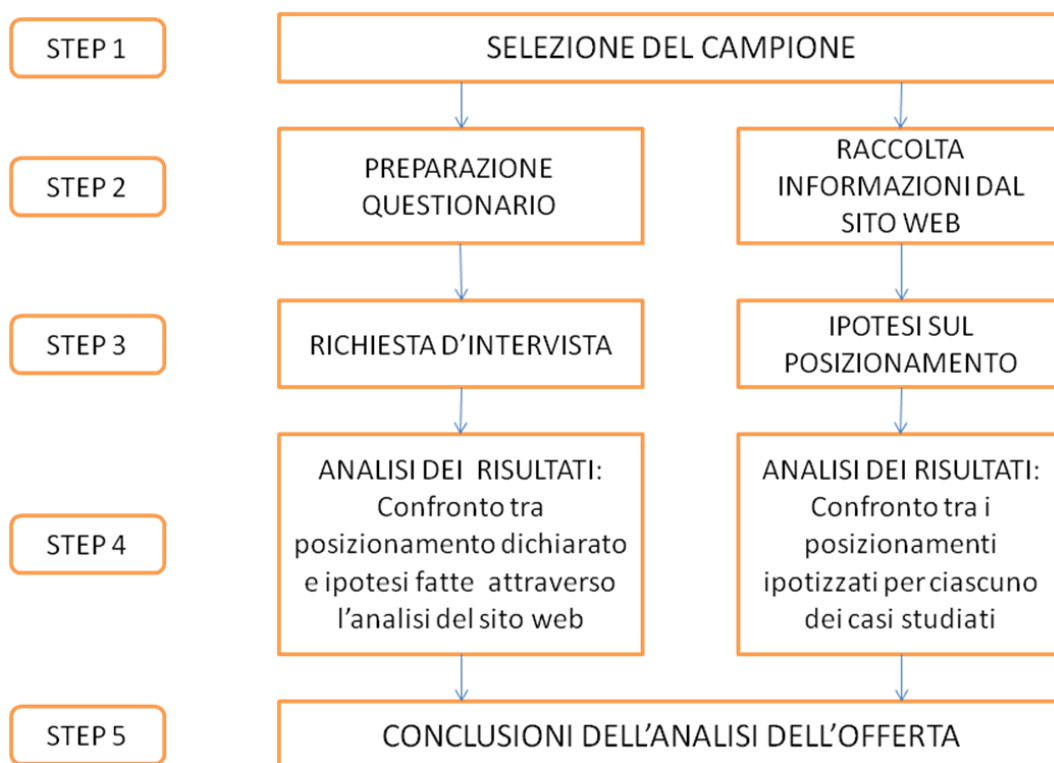 STEP 1
SELEZIONE DEL CAMPIONE
STEP 2
PREPARAZIONE
QUESTIONARIO
RACCOLTA
INFORMAZIONI DAL
SITO WEB
STEP 3
RICHIESTA D'INTERVISTA
IPOTESI SUL
POSIZIONAMENTO
STEP 4
ANALISI DEI RISULTATI:
Confronto tra
posizionamento dichiarato
e ipotesi fatte attraverso
l'analisi del sito web
ANALISI DEI RISULTATI:
Confronto tra i
posizionamenti
ipotizzati per ciascuno
dei casi studiati
STEP 5
CONCLUSIONI DELL'ANALISI DELL'OFFERTA